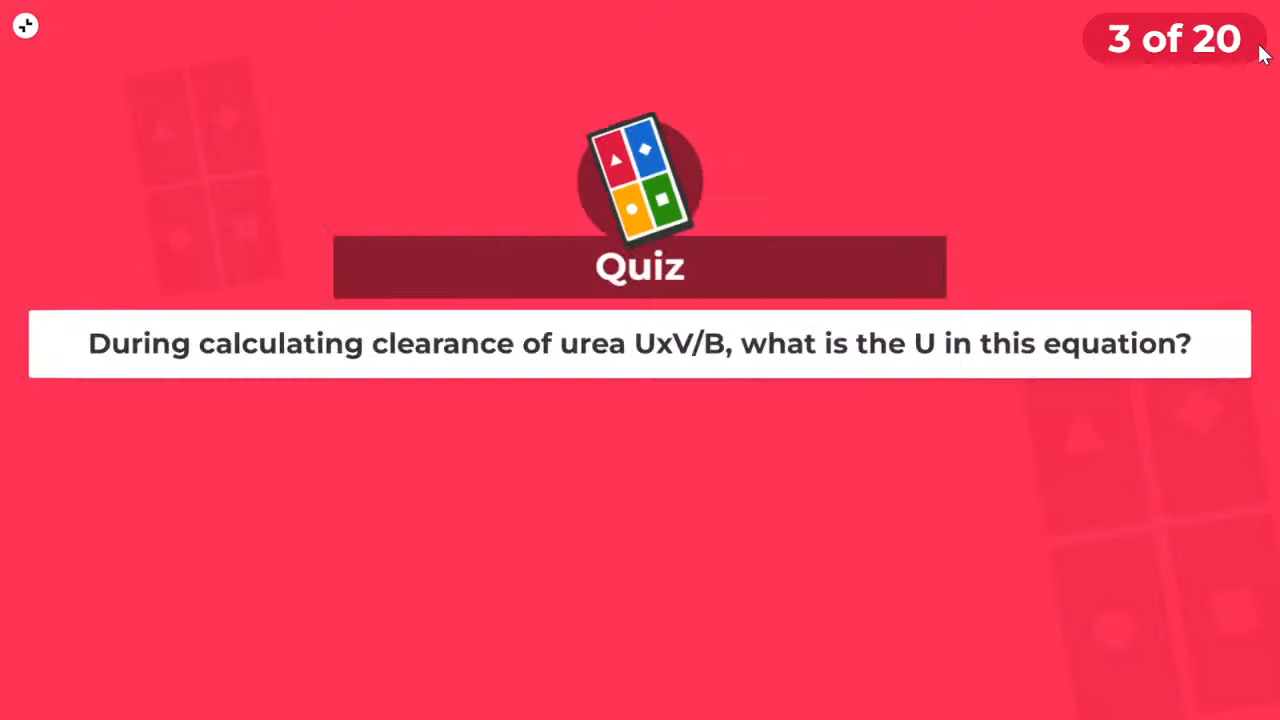 3 of 20
Quiz
During calculating clearance of urea UxV/B, what is the U in this equation?